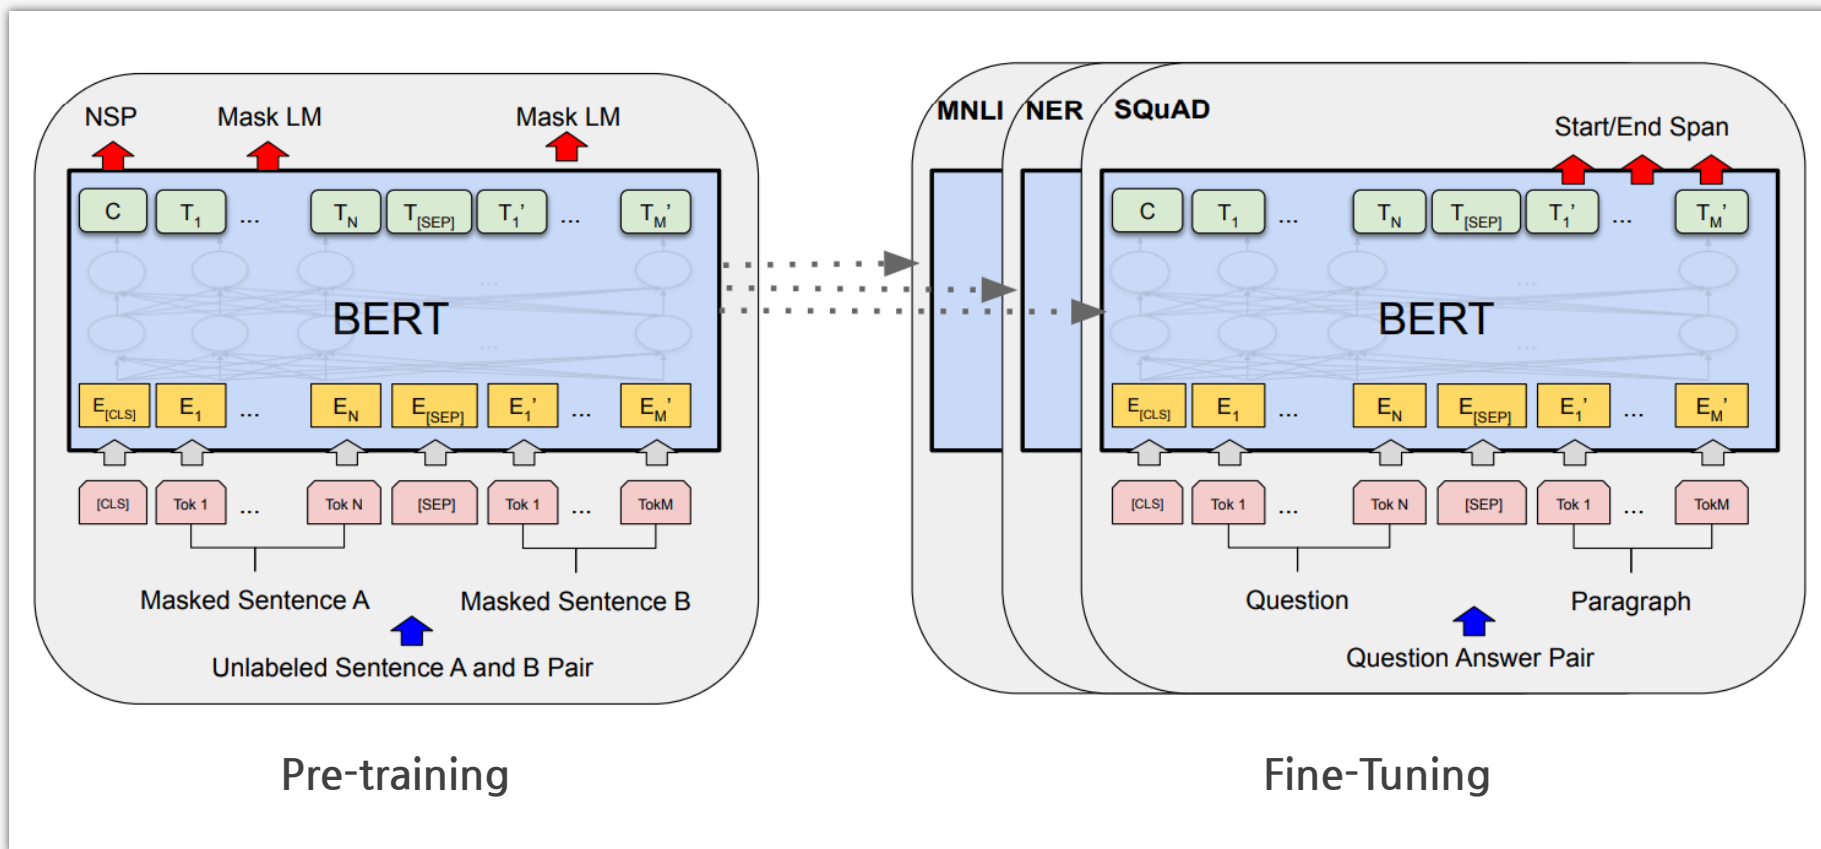 NSP Mask LM Mask LM
C T1 ... TN T[SEP] T1’ ... TM’
...
BERT
...
E[CLS] E1 ... EN E[SEP] E1’ ... EM’
[CLS] Tok 1 ... Tok N [SEP] Tok 1 ... TokM
Masked Sentence A Masked Sentence B
Unlabeled Sentence A and B Pair
Pre-training
MNLI NER SQuAD
Start/End Span
C T1 ... TN T[SEP] T1’ ... TM’
...
BERT
...
E[CLS] E1 ... EN E[SEP] E1’ ... EM’
[CLS] Tok 1 ... Tok N [SEP] Tok 1 ... TokM
Question Paragraph
Question Answer Pair
Fine-Tuning